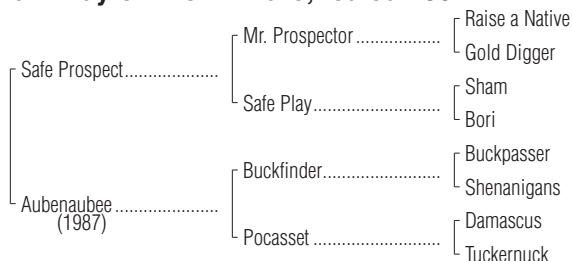 Raise a Native
Mr. Prospector
Gold Digger
Safe Prospect
Sham
Safe Play
Bori
Buckpasser
Buckfinder
Shenanigans
Aubenaubee
(1987)
Damascus
Pocasset
Tuckernuck